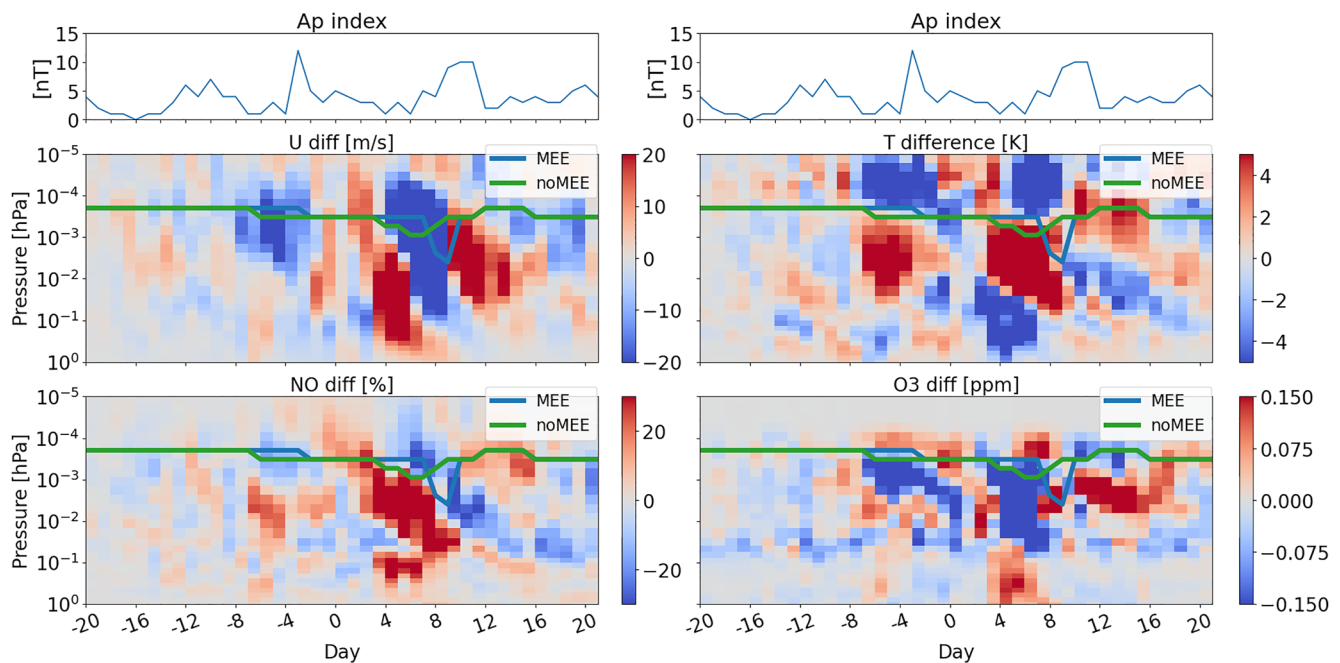 Ap index
15
10
5
0
[nT]
Ap index
15
10
5
0
[nT]
U diff [m/s]
10⁻⁵
10⁻⁴
10⁻³
10⁻²
10⁻¹
10⁰
Pressure [hPa]
MEE
noMEE
20
10
0
−10
−20
T difference [K]
MEE
noMEE
4
2
0
−2
−4
NO diff [%]
10⁻⁵
10⁻⁴
10⁻³
10⁻²
10⁻¹
10⁰
Pressure [hPa]
MEE
noMEE
20
0
−20
-20 -16 -12 -8 -4 0 4 8 12 16 20
Day
O3 diff [ppm]
MEE
noMEE
0.150
0.075
0.000
−0.075
−0.150
-20 -16 -12 -8 -4 0 4 8 12 16 20
Day